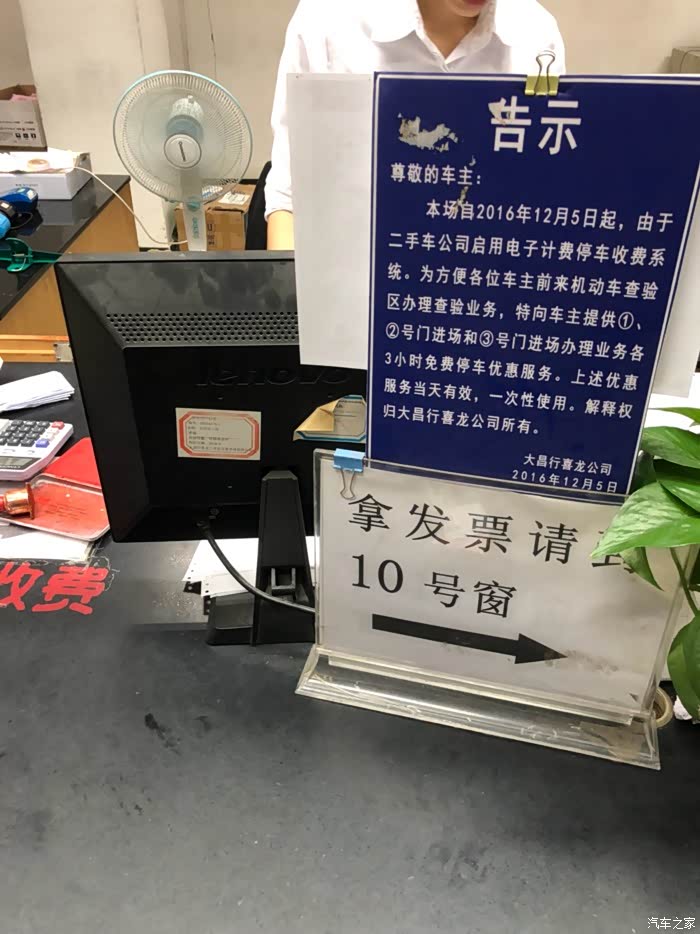 告示
尊敬的车主：
本场自2016年12月5日起，由于
二手车公司启用电子计费停车收费系
统。为方便各位车主前来机动车查验
区办理查验业务，特向车主提供①、
②号门进场和③号门进场办理业务各
3小时免费停车优惠服务。上述优惠
服务当天有效，一次性使用。解释权
归大昌行喜龙公司所有。
大昌行喜龙公司
2016年12月5日
lenovo
拿发票请
10号窗
收费
汽车之家